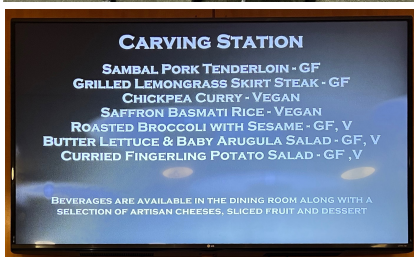 CARVING STATION
SAMBAL PORK TENDERLOIN - GF
GRILLED LEMONGRASS SKIRT STEAK - GF
CHICKPEA CURRY - VEGAN
SAFFRON BASMATI RICE - VEGAN
ROASTED BROCCOLI WITH SESAME - GF, V
BUTTER LETTUCE & BABY ARUGULA SALAD - GF, V
CURRIED FINGERLING POTATO SALAD - GF ,V
BEVERAGES ARE AVAILABLE IN THE DINING ROOM ALONG WITH A
SELECTION OF ARTISAN CHEESES, SLICED FRUIT AND DESSERT
LG